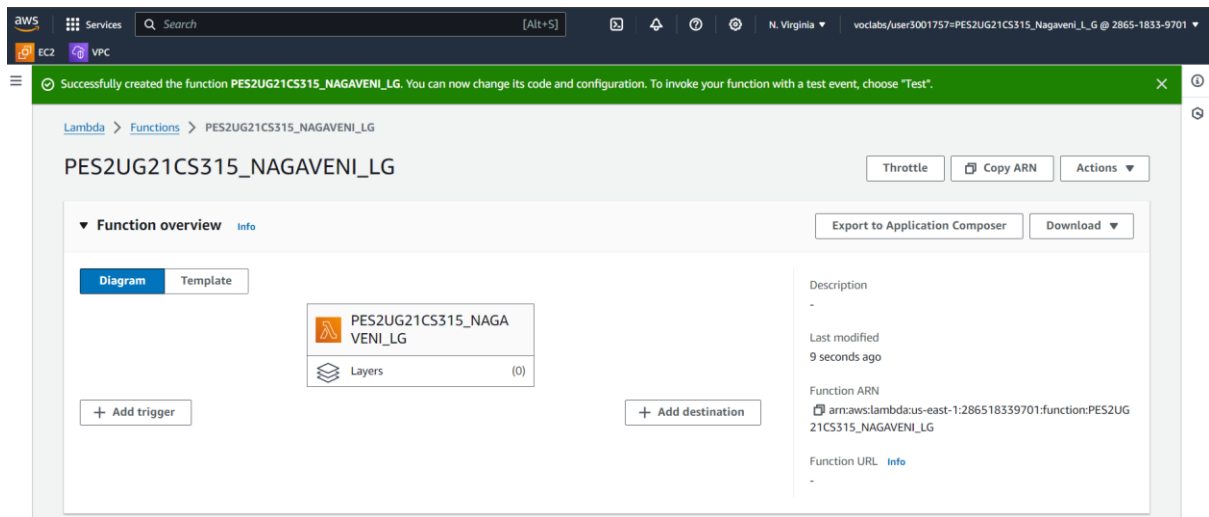 aws
Services
Search
[Alt+S]
N. Virginia ▼
voclabs/user3001757=PES2UG21CS315_Nagaveni_L_G @ 2865-1833-9701 ▼
EC2
VPC
Successfully created the function PES2UG21CS315_NAGAVENI_LG. You can now change its code and configuration. To invoke your function with a test event, choose "Test".
Lambda > Functions > PES2UG21CS315_NAGAVENI_LG
PES2UG21CS315_NAGAVENI_LG
Throttle
Copy ARN
Actions ▼
▼ Function overview Info
Export to Application Composer
Download ▼
Diagram
Template
PES2UG21CS315_NAGA
VENI_LG
Layers
(0)
+ Add trigger
+ Add destination
Description
-
Last modified
9 seconds ago
Function ARN
arn:aws:lambda:us-east-1:286518339701:function:PES2UG
21CS315_NAGAVENI_LG
Function URL Info
-